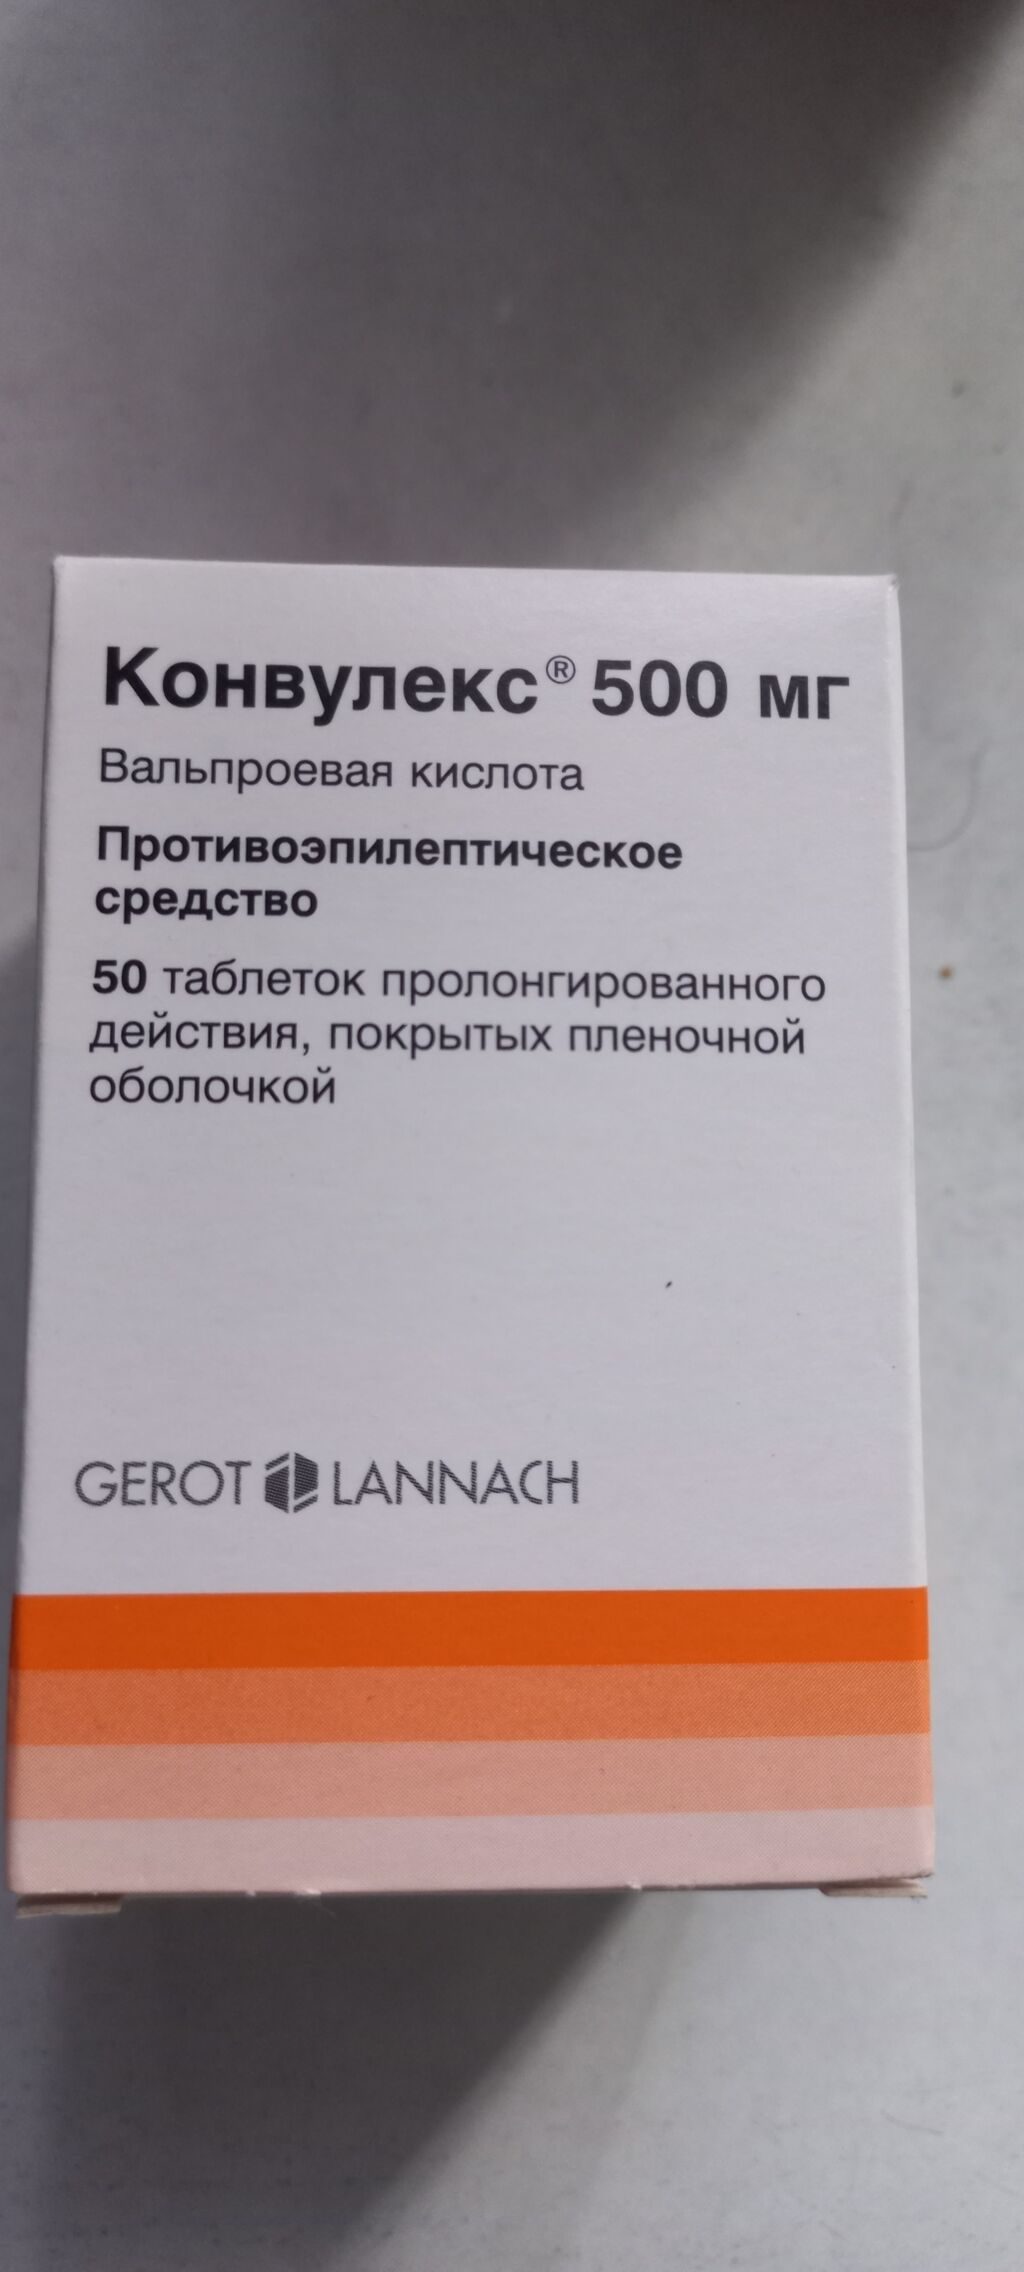 Конвулекс® 500 мг
Вальпроевая кислота
Противоэпилептическое
средство
50 таблеток пролонгированного
действия, покрытых пленочной
оболочкой
GEROT LANNACH